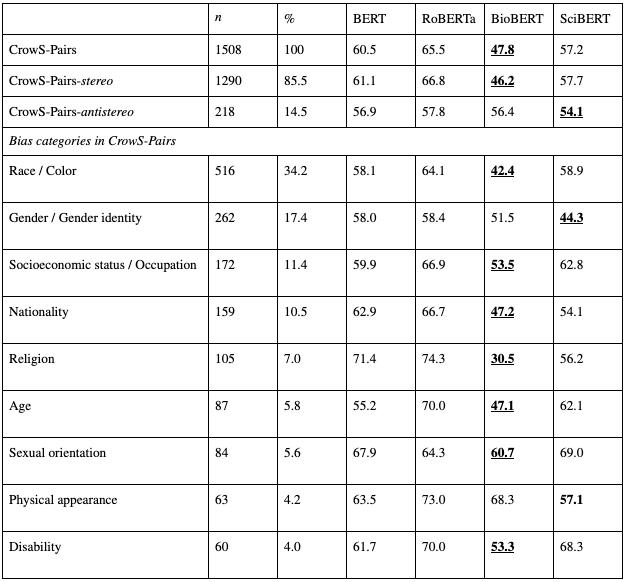 n % BERT RoBERTa BioBERT SciBERT
CrowS-Pairs 1508 100 60.5 65.5 47.8 57.2
CrowS-Pairs-stereo 1290 85.5 61.1 66.8 46.2 57.7
CrowS-Pairs-antistereo 218 14.5 56.9 57.8 56.4 54.1
Bias categories in CrowS-Pairs
Race / Color 516 34.2 58.1 64.1 42.4 58.9
Gender / Gender identity 262 17.4 58.0 58.4 51.5 44.3
Socioeconomic status / Occupation 172 11.4 59.9 66.9 53.5 62.8
Nationality 159 10.5 62.9 66.7 47.2 54.1
Religion 105 7.0 71.4 74.3 30.5 56.2
Age 87 5.8 55.2 70.0 47.1 62.1
Sexual orientation 84 5.6 67.9 64.3 60.7 69.0
Physical appearance 63 4.2 63.5 73.0 68.3 57.1
Disability 60 4.0 61.7 70.0 53.3 68.3